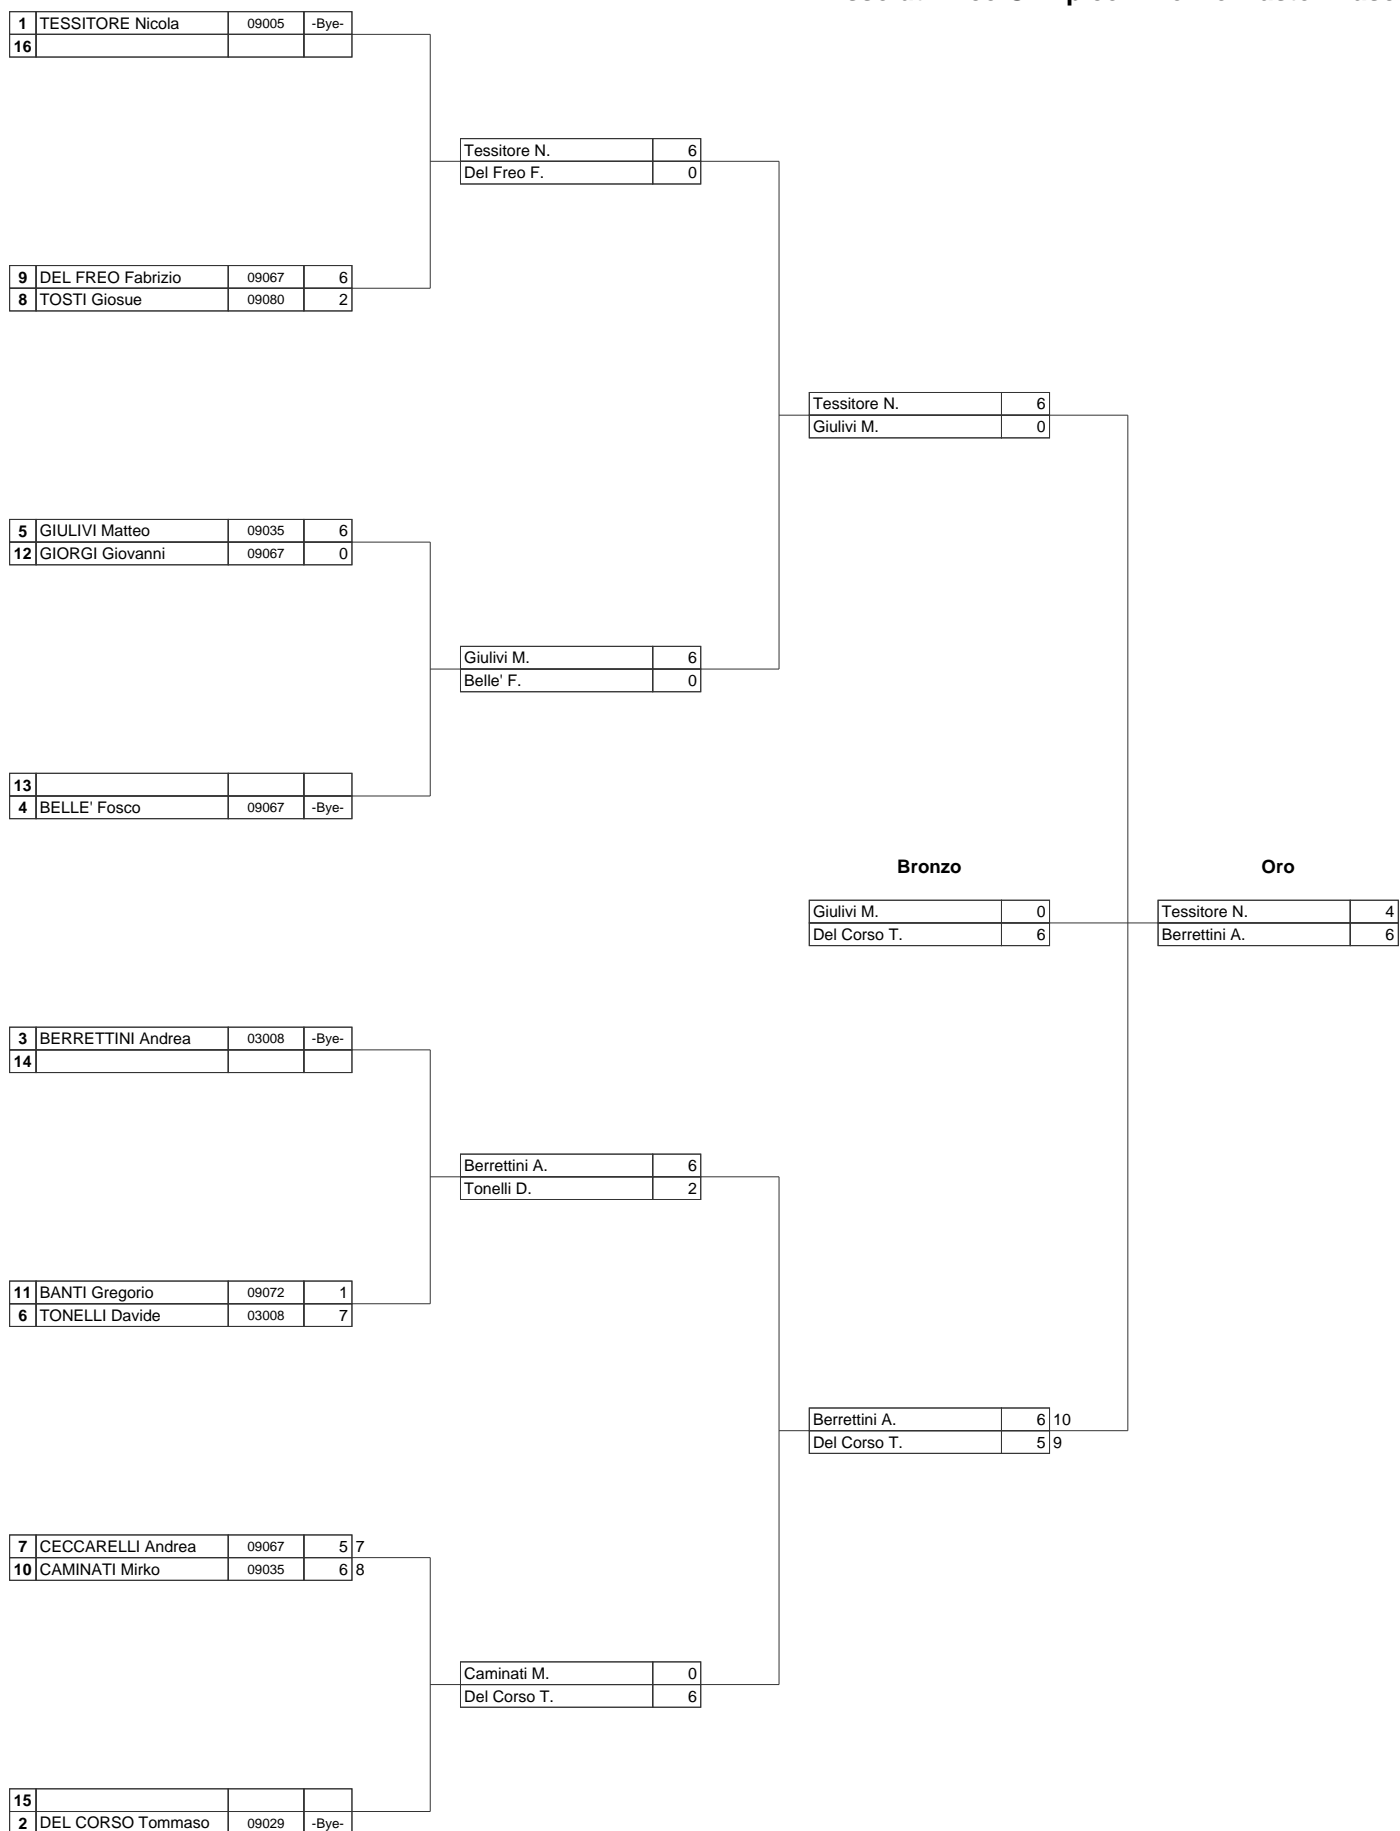 1 TESSITORE Nicola 09005 -Bye-
16
Tessitore N. 6
Del Freo F. 0
9 DEL FREO Fabrizio 09067 6
8 TOSTI Giosue 09080 2
Tessitore N. 6
Giulivi M. 0
5 GIULIVI Matteo 09035 6
12 GIORGI Giovanni 09067 0
Giulivi M. 6
Belle' F. 0
13
4 BELLE' Fosco 09067 -Bye-
Bronzo Oro
Giulivi M. 0 Tessitore N. 4
Del Corso T. 6 Berrettini A. 6
3 BERRETTINI Andrea 03008 -Bye-
14
Berrettini A. 6
Tonelli D. 2
11 BANTI Gregorio 09072 1
6 TONELLI Davide 03008 7
Berrettini A. 6 10
Del Corso T. 5 9
7 CECCARELLI Andrea 09067 5 7
10 CAMINATI Mirko 09035 6 8
Caminati M. 0
Del Corso T. 6
15
2 DEL CORSO Tommaso 09029 -Bye-